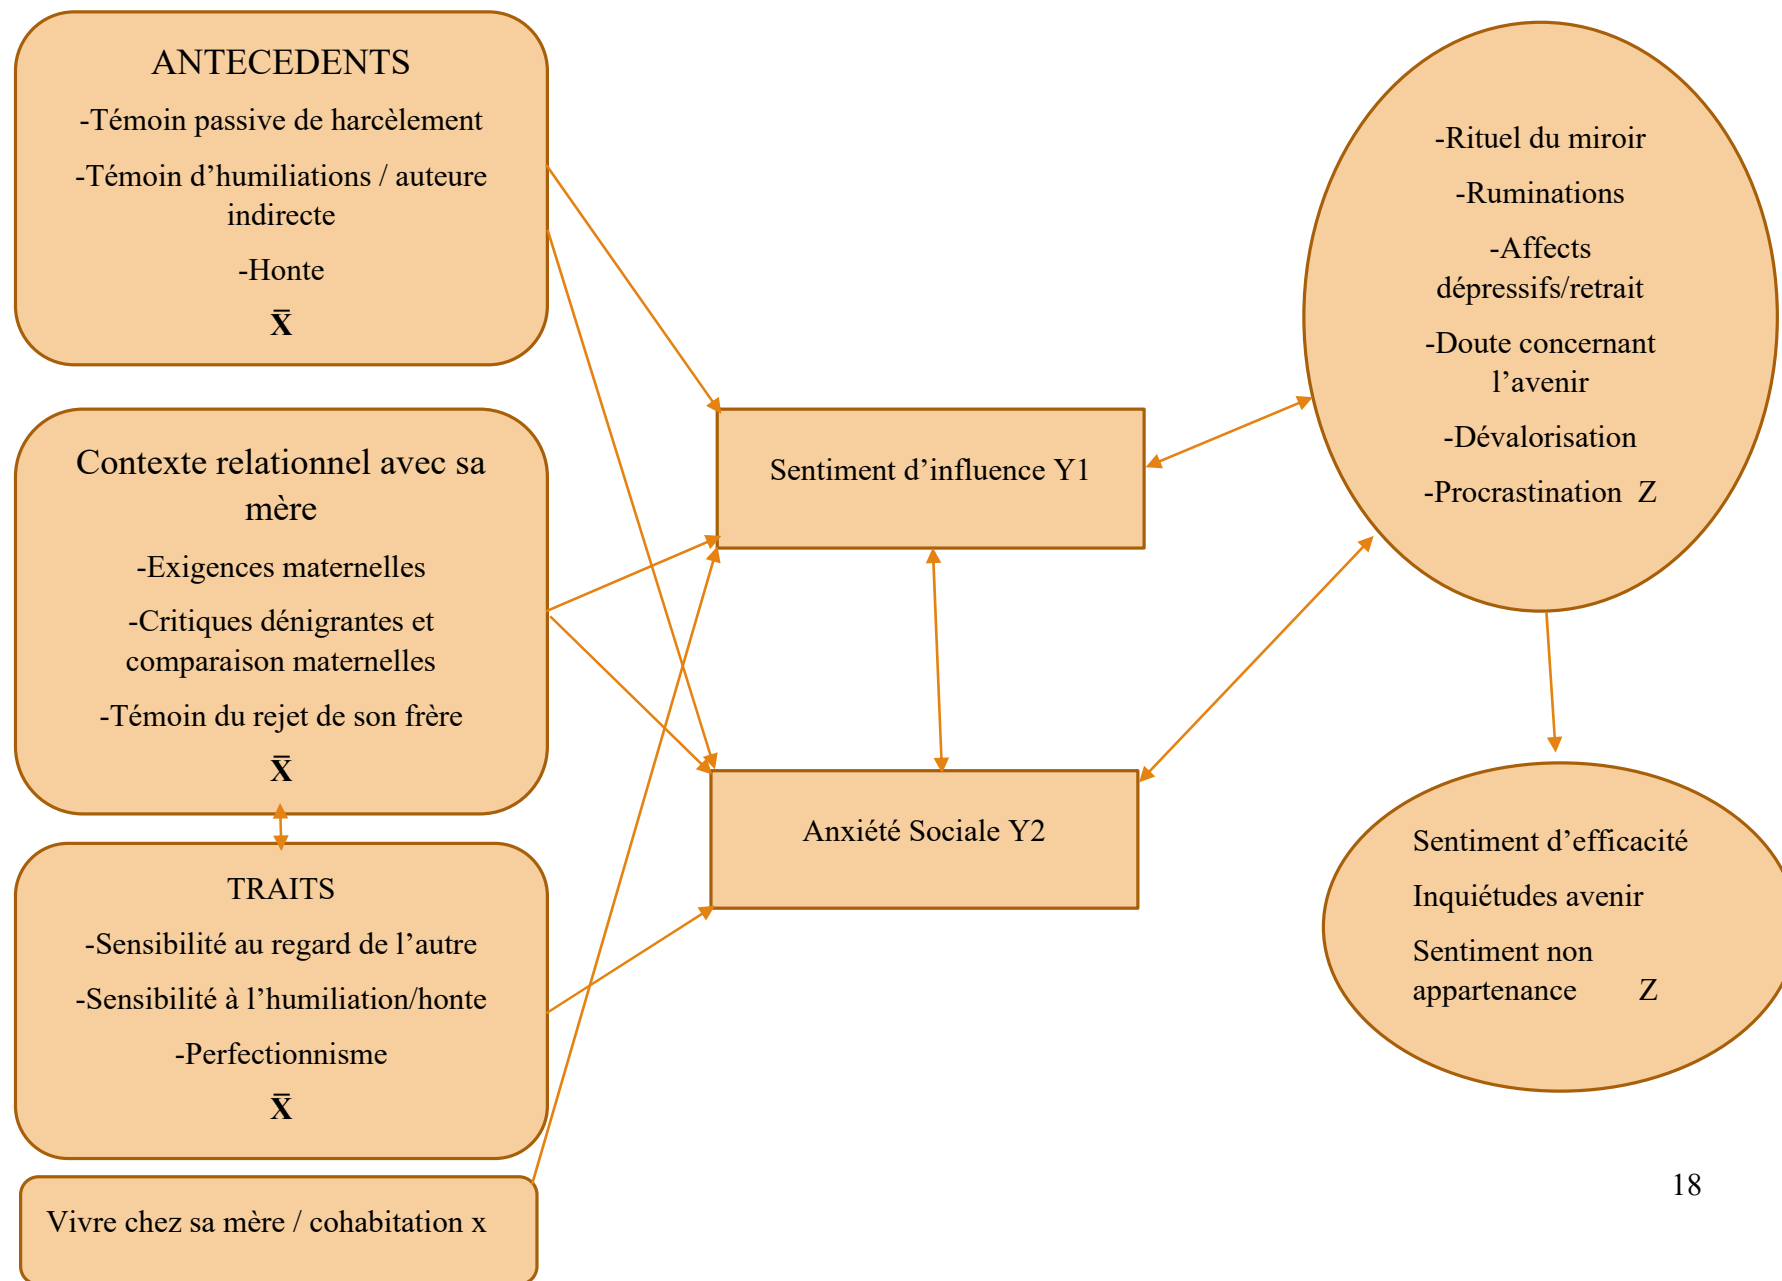 ANTECEDENTS
-Témoin passive de harcèlement
-Témoin d’humiliations / auteure
indirecte
-Honte
X̄
Contexte relationnel avec sa
mère
-Exigences maternelles
-Critiques dénigrantes et
comparaison maternelles
-Témoin du rejet de son frère
X̄
TRAITS
-Sensibilité au regard de l’autre
-Sensibilité à l’humiliation/honte
-Perfectionnisme
X̄
Vivre chez sa mère / cohabitation x
Sentiment d’influence Y1
Anxiété Sociale Y2
-Rituel du miroir
-Ruminations
-Affects
dépressifs/retrait
-Doute concernant
l’avenir
-Dévalorisation
-Procrastination Z
Sentiment d’efficacité
Inquiétudes avenir
Sentiment non
appartenance Z
18